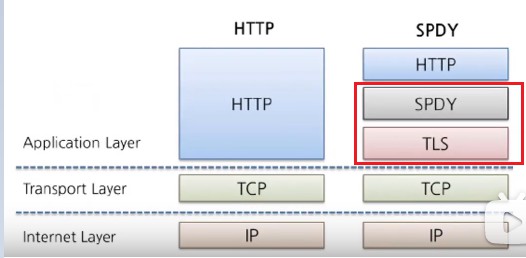 HTTP SPDY
HTTP
HTTP
SPDY
Application Layer TLS
Transport Layer TCP TCP
Internet Layer IP IP